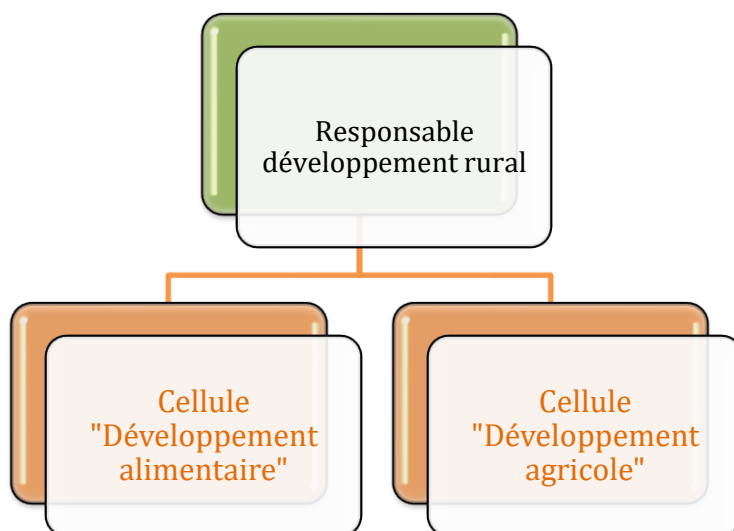 Responsable
développement rural
Cellule
"Développement
alimentaire"
Cellule
"Développement
agricole"